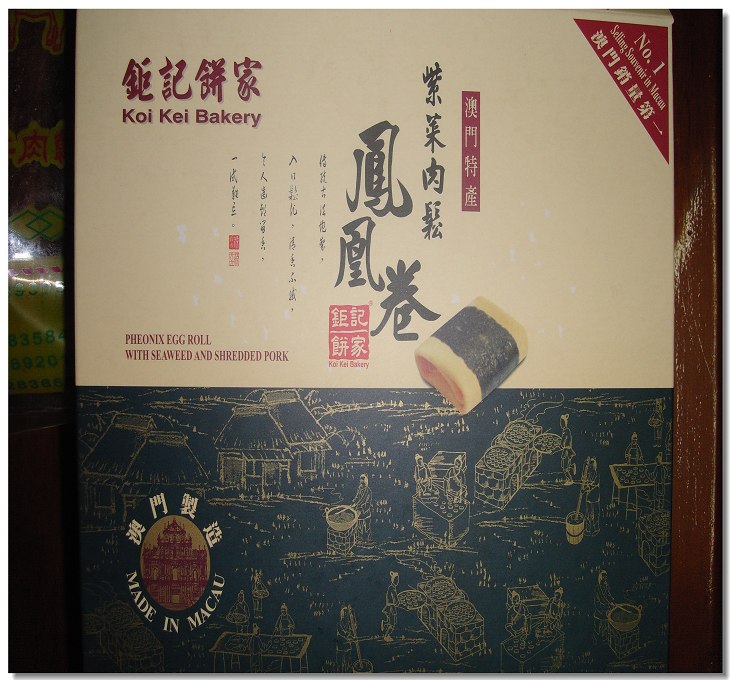 鉅記餅家
Koi Kei Bakery
No. 1
Selling Souvenir in Macau
澳門銷量第一
澳門特產
紫菜肉鬆
鳳凰卷
鉅記
餅家
Koi Kei Bakery
PHEONIX EGG ROLL
WITH SEAWEED AND SHREDDED PORK
澳門製造
MADE IN MACAU